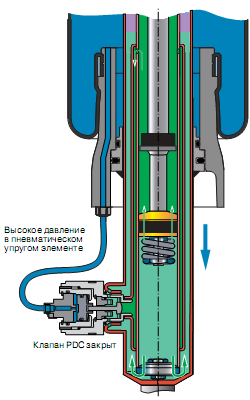 Высокое давление
в пневматическом
упругом элементе
Клапан PDC закрыт